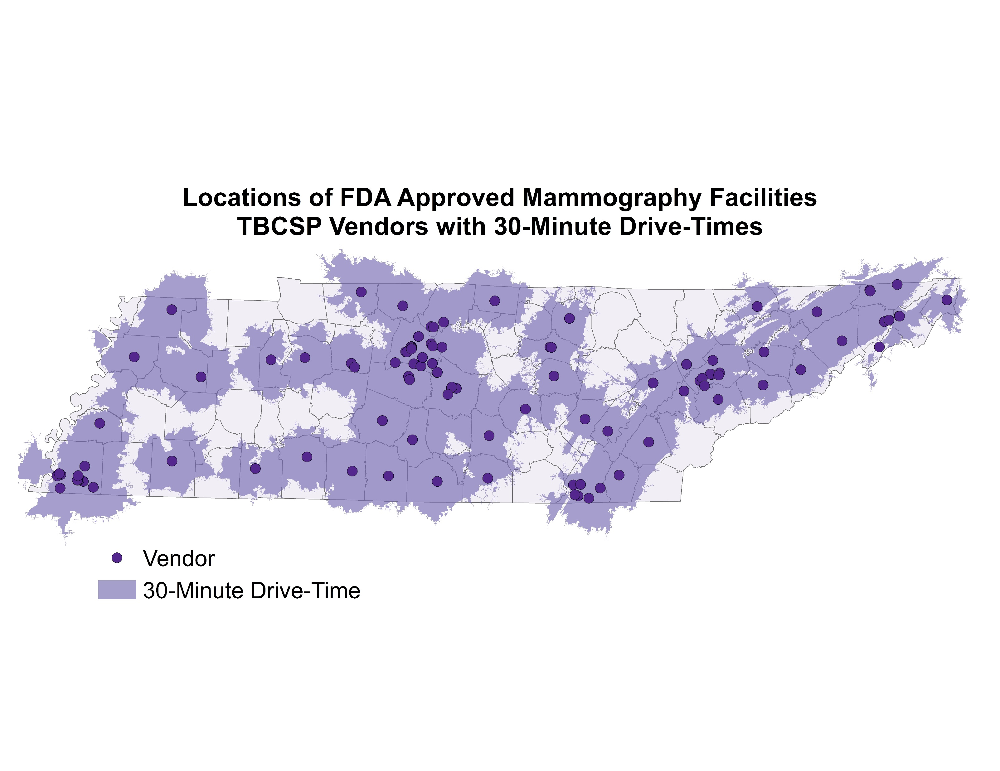 Locations of FDA Approved Mammography Facilities
TBCSP Vendors with 30-Minute Drive-Times
Vendor
30-Minute Drive-Time